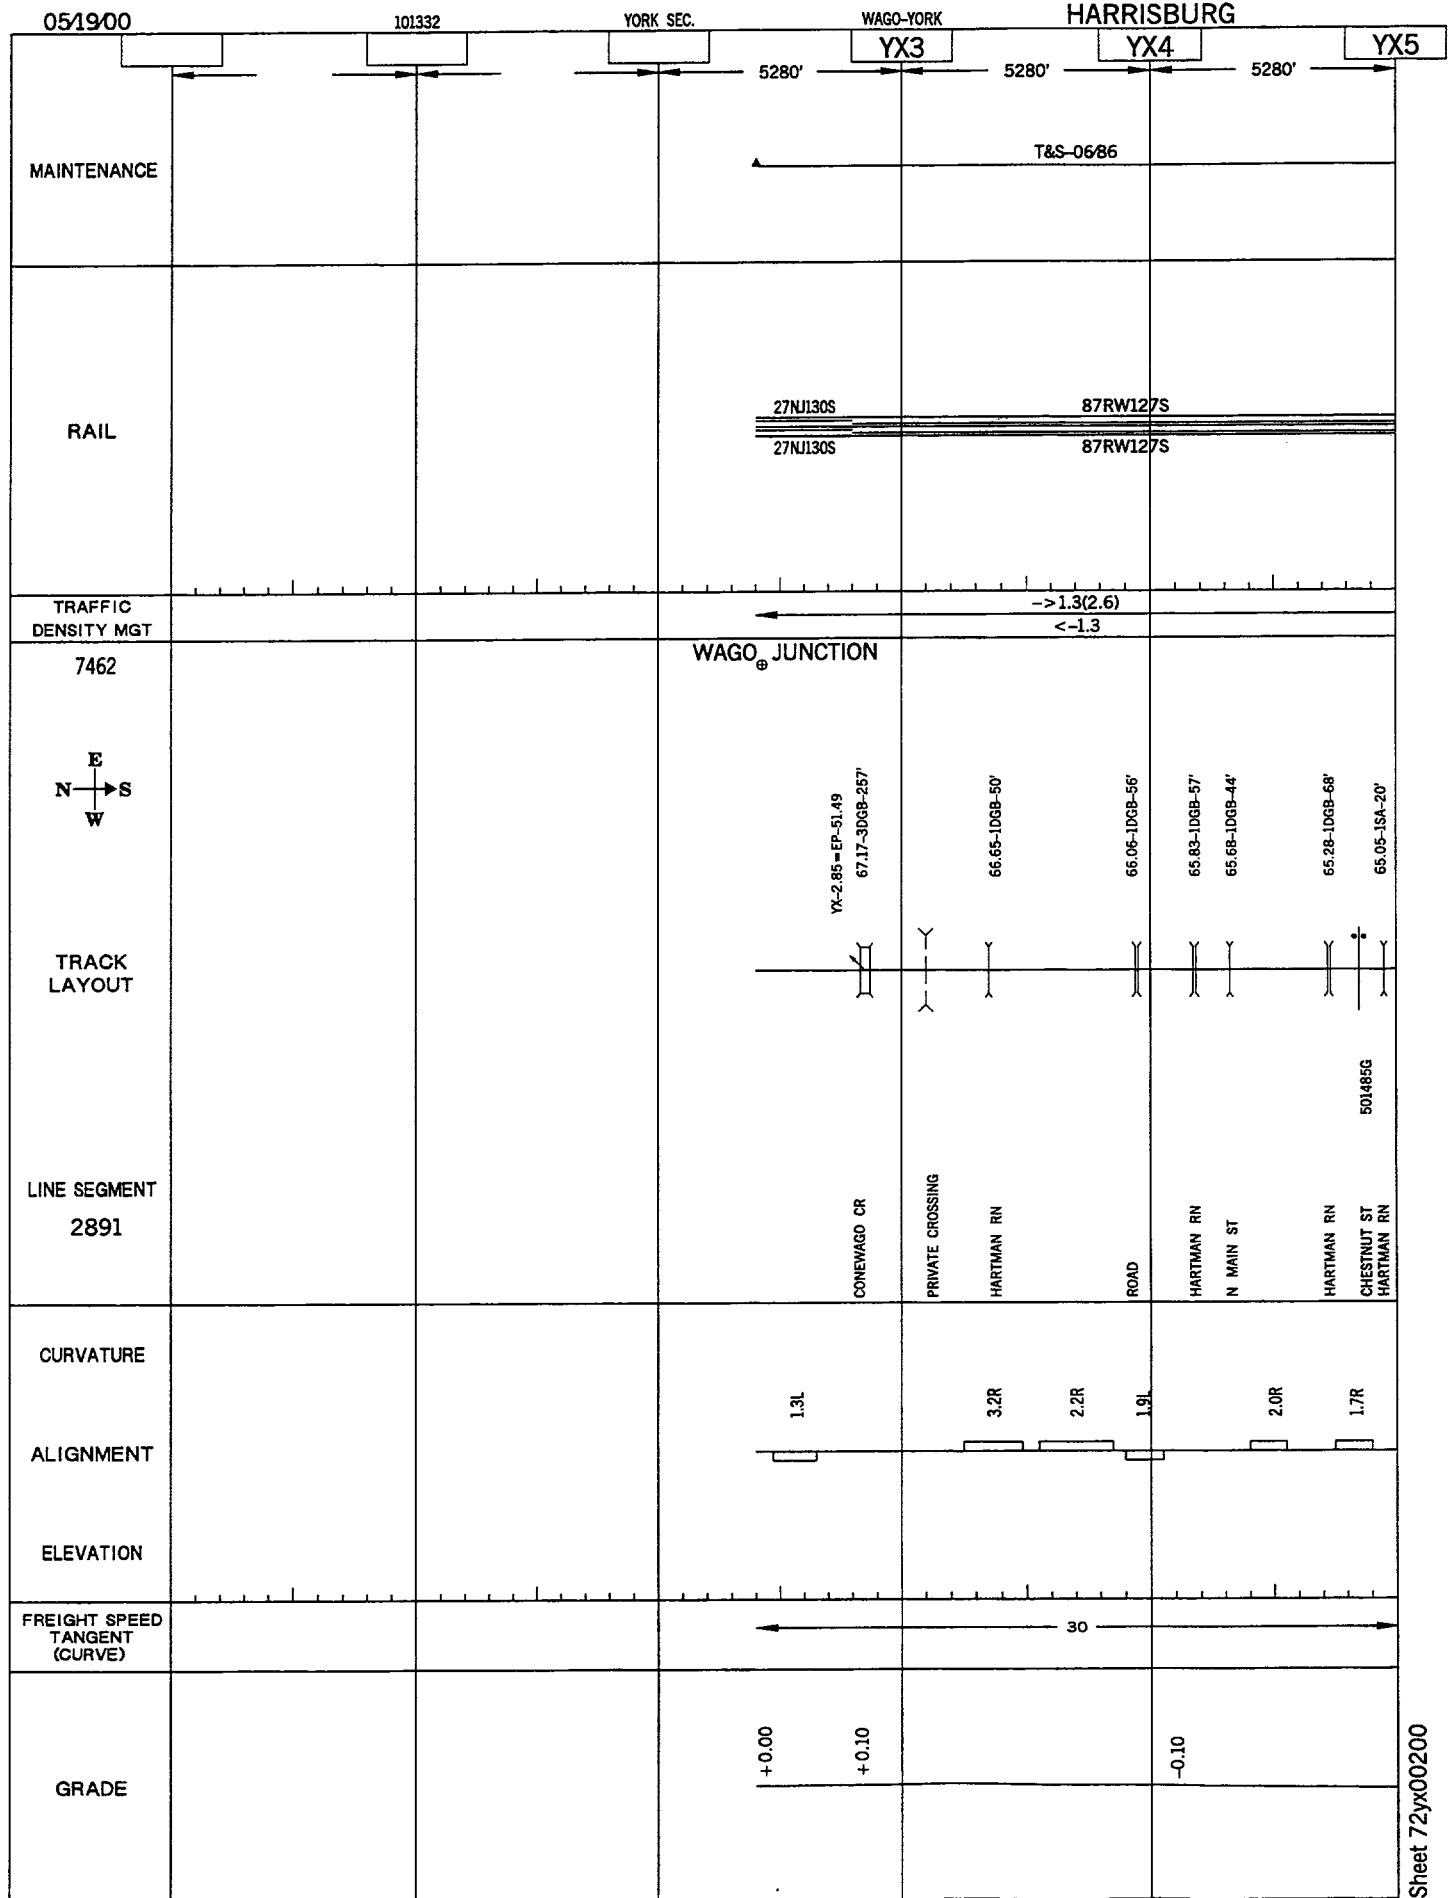 05/19/00 101332 YORK SEC. WAGO-YORK HARRISBURG
YX3 YX4 YX5
5280' 5280' 5280'
MAINTENANCE
T&S-06/86
RAIL
27NJ130S 87RW127S
27NJ130S 87RW127S
TRAFFIC
DENSITY MGT
->1.3(2.6)
<-1.3
7462
WAGO JUNCTION
E
N S
W
YX-2.85=EP-51.49
67.17-3DGB-257'
66.65-1DGB-50'
66.06-1DGB-56'
65.83-1DGB-57'
65.68-1DGB-44'
65.28-1DGB-68'
65.05-1SA-20'
TRACK
LAYOUT
501485G
LINE SEGMENT
2891
CONEWAGO CR
PRIVATE CROSSING
HARTMAN RN
ROAD
HARTMAN RN
N MAIN ST
HARTMAN RN
CHESTNUT ST
HARTMAN RN
CURVATURE
1.3L 3.2R 2.2R 1.9L 2.0R 1.7R
ALIGNMENT
ELEVATION
FREIGHT SPEED
TANGENT
(CURVE)
30
GRADE
+0.00 +0.10 -0.10
Sheet 72yx00200